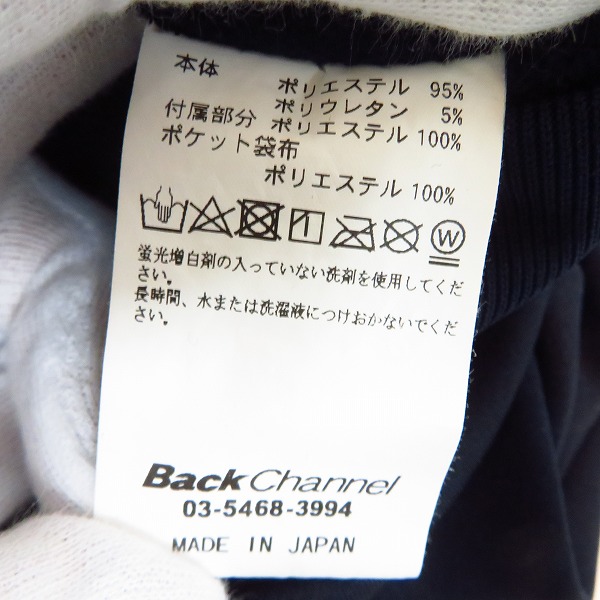 本体 ポリエステル 95%
ポリウレタン 5%
付属部分 ポリエステル 100%
ポケット袋布
ポリエステル 100%
W
蛍光増白剤の入っていない洗剤を使用してくだ
さい。
長時間、水または洗濯液につけおかないでくだ
さい。
Back Channel
03-5468-3994
MADE IN JAPAN